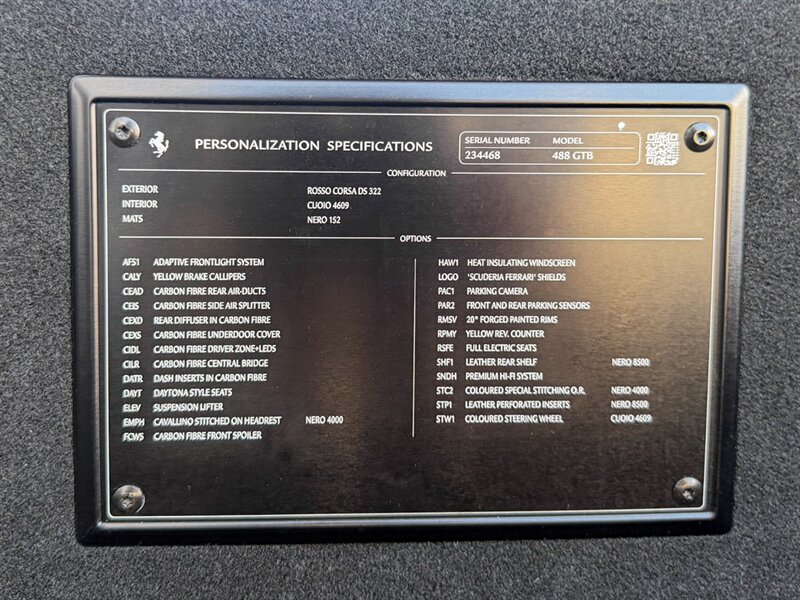 PERSONALIZATION SPECIFICATIONS
SERIAL NUMBER MODEL
234468 488 GTB
CONFIGURATION
EXTERIOR ROSSO CORSA DS 322
INTERIOR CUOIO 4609
MATS NERO 152
OPTIONS
AFS1 ADAPTIVE FRONTLIGHT SYSTEM
CALY YELLOW BRAKE CALLIPERS
CEAD CARBON FIBRE REAR AIR-DUCTS
CEIS CARBON FIBRE SIDE AIR SPLITTER
CEXD REAR DIFFUSER IN CARBON FIBRE
CEXS CARBON FIBRE UNDERDOOR COVER
CIDL CARBON FIBRE DRIVER ZONE+LEDS
CILR CARBON FIBRE CENTRAL BRIDGE
DATR DASH INSERTS IN CARBON FIBRE
DAYT DAYTONA STYLE SEATS
ELEV SUSPENSION LIFTER
EMPH CAVALLINO STITCHED ON HEADREST NERO 4000
FCWS CARBON FIBRE FRONT SPOILER
HAW1 HEAT INSULATING WINDSCREEN
LOGO 'SCUDERIA FERRARI' SHIELDS
PAC1 PARKING CAMERA
PAR2 FRONT AND REAR PARKING SENSORS
RMSV 20" FORGED PAINTED RIMS
RPMY YELLOW REV. COUNTER
RSFE FULL ELECTRIC SEATS
SHF1 LEATHER REAR SHELF NERO 8500
SNDH PREMIUM HI-FI SYSTEM
STC2 COLOURED SPECIAL STITCHING O.R. NERO 4000
STP1 LEATHER PERFORATED INSERTS NERO 8500
STW1 COLOURED STEERING WHEEL CUOIO 4609